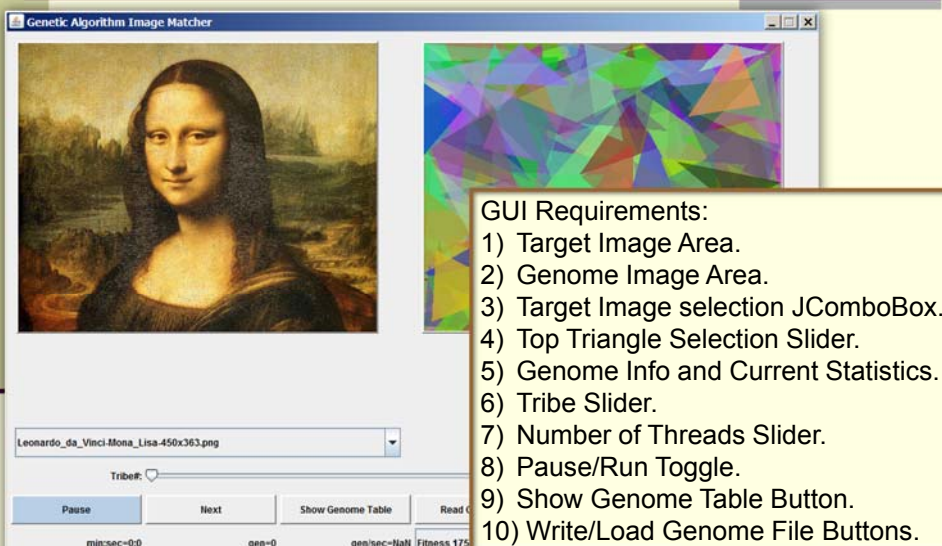 Genetic Algorithm Image Matcher
GUI Requirements:
1) Target Image Area.
2) Genome Image Area.
3) Target Image selection JComboBox.
4) Top Triangle Selection Slider.
5) Genome Info and Current Statistics.
6) Tribe Slider.
7) Number of Threads Slider.
8) Pause/Run Toggle.
9) Show Genome Table Button.
10) Write/Load Genome File Buttons.
Leonardo_da_Vinci-Mona_Lisa-450x363.png
Tribe#:
Pause Next Show Genome Table Read
min:sec=0:0 gen=0 gen/sec=NaN Fitness 175